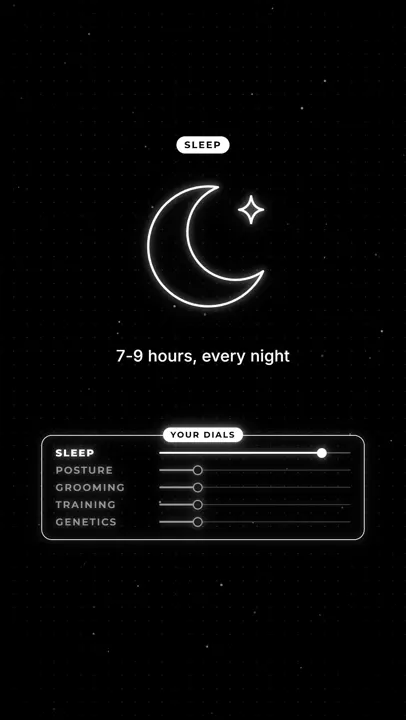 SLEEP
7-9 hours, every night
YOUR DIALS
SLEEP
POSTURE
GROOMING
TRAINING
GENETICS